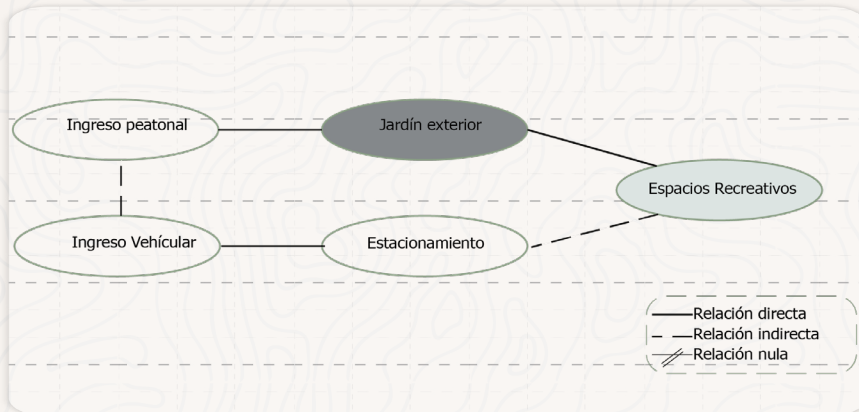 Ingreso peatonal
Jardín exterior
Espacios Recreativos
Ingreso Vehícular
Estacionamiento
Relación directa
Relación indirecta
Relación nula